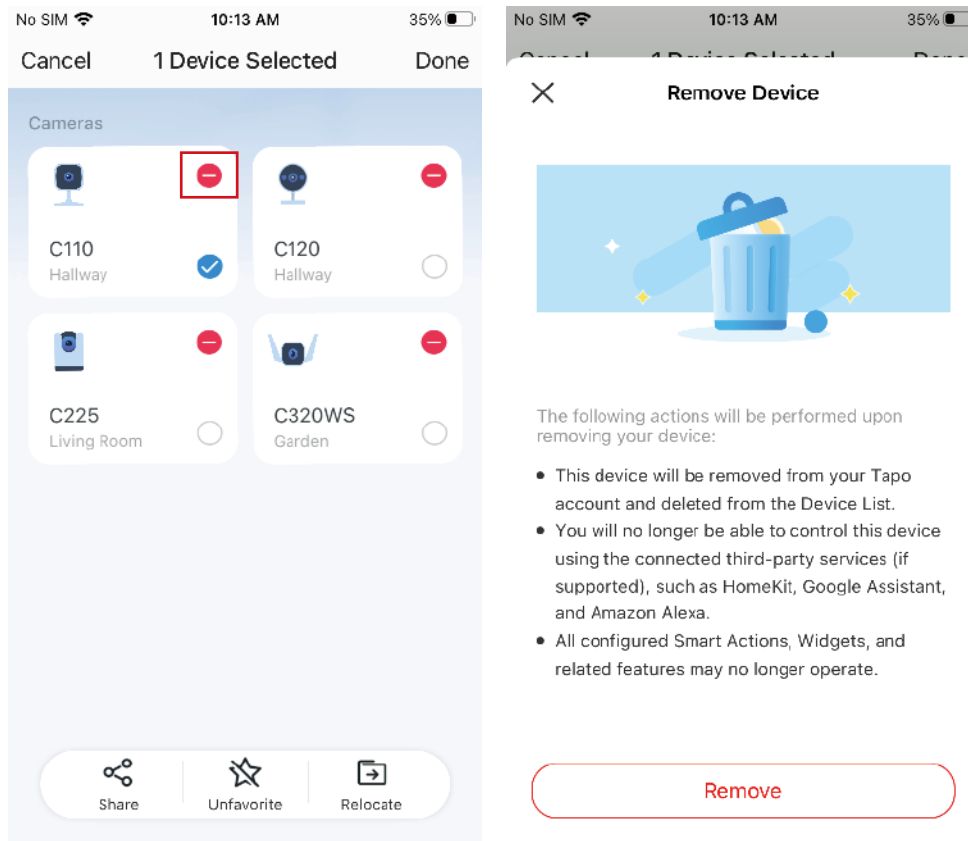 No SIM 10:13 AM 35%
Cancel 1 Device Selected Done
Cameras
C110
Hallway
C120
Hallway
C225
Living Room
C320WS
Garden
Share Unfavorite Relocate
No SIM 10:13 AM 35%
Cancel 1 Device Selected Done
Remove Device
The following actions will be performed upon
removing your device:
• This device will be removed from your Tapo
account and deleted from the Device List.
• You will no longer be able to control this device
using the connected third-party services (if
supported), such as HomeKit, Google Assistant,
and Amazon Alexa.
• All configured Smart Actions, Widgets, and
related features may no longer operate.
Remove